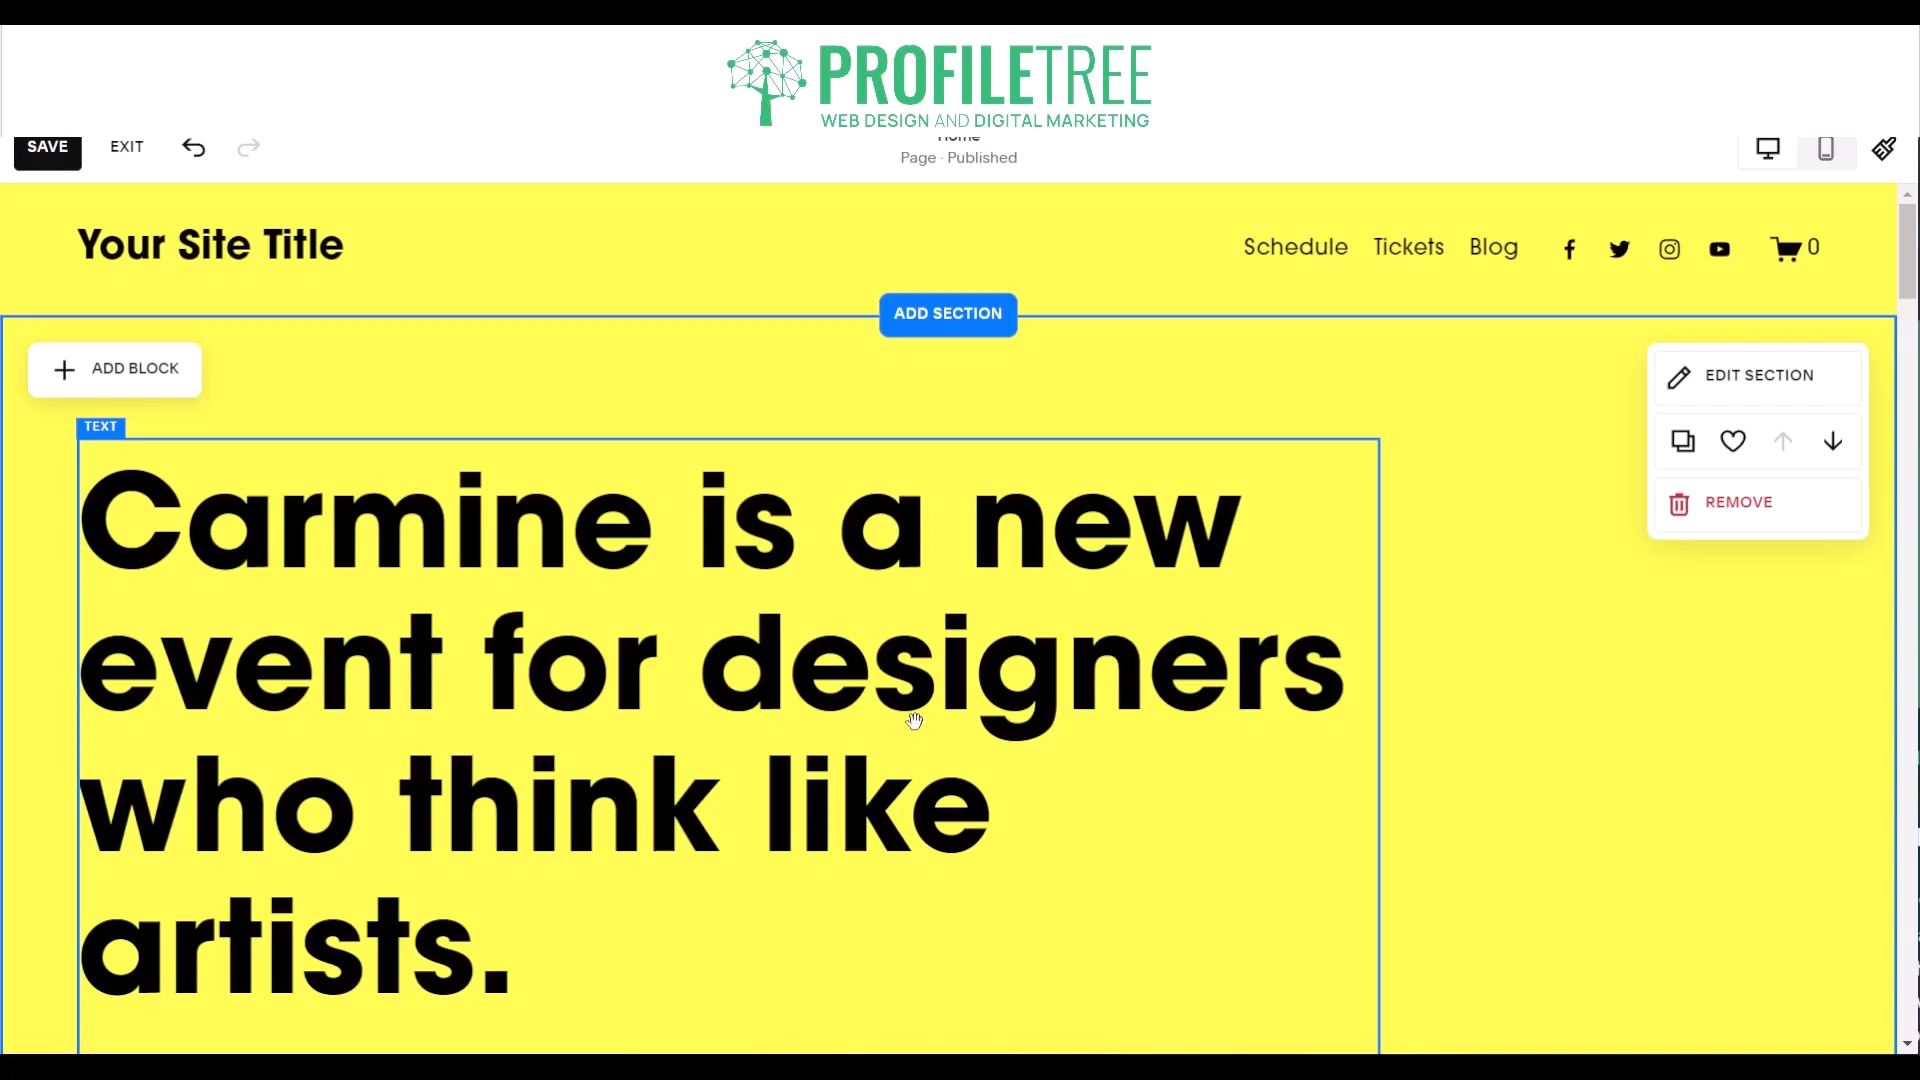 PROFILETREE
WEB DESIGN AND DIGITAL MARKETING
SAVE EXIT Home
Page · Published
Your Site Title
Schedule Tickets Blog 0
ADD SECTION
ADD BLOCK
EDIT SECTION
TEXT
REMOVE
Carmine is a new
event for designers
who think like
artists.